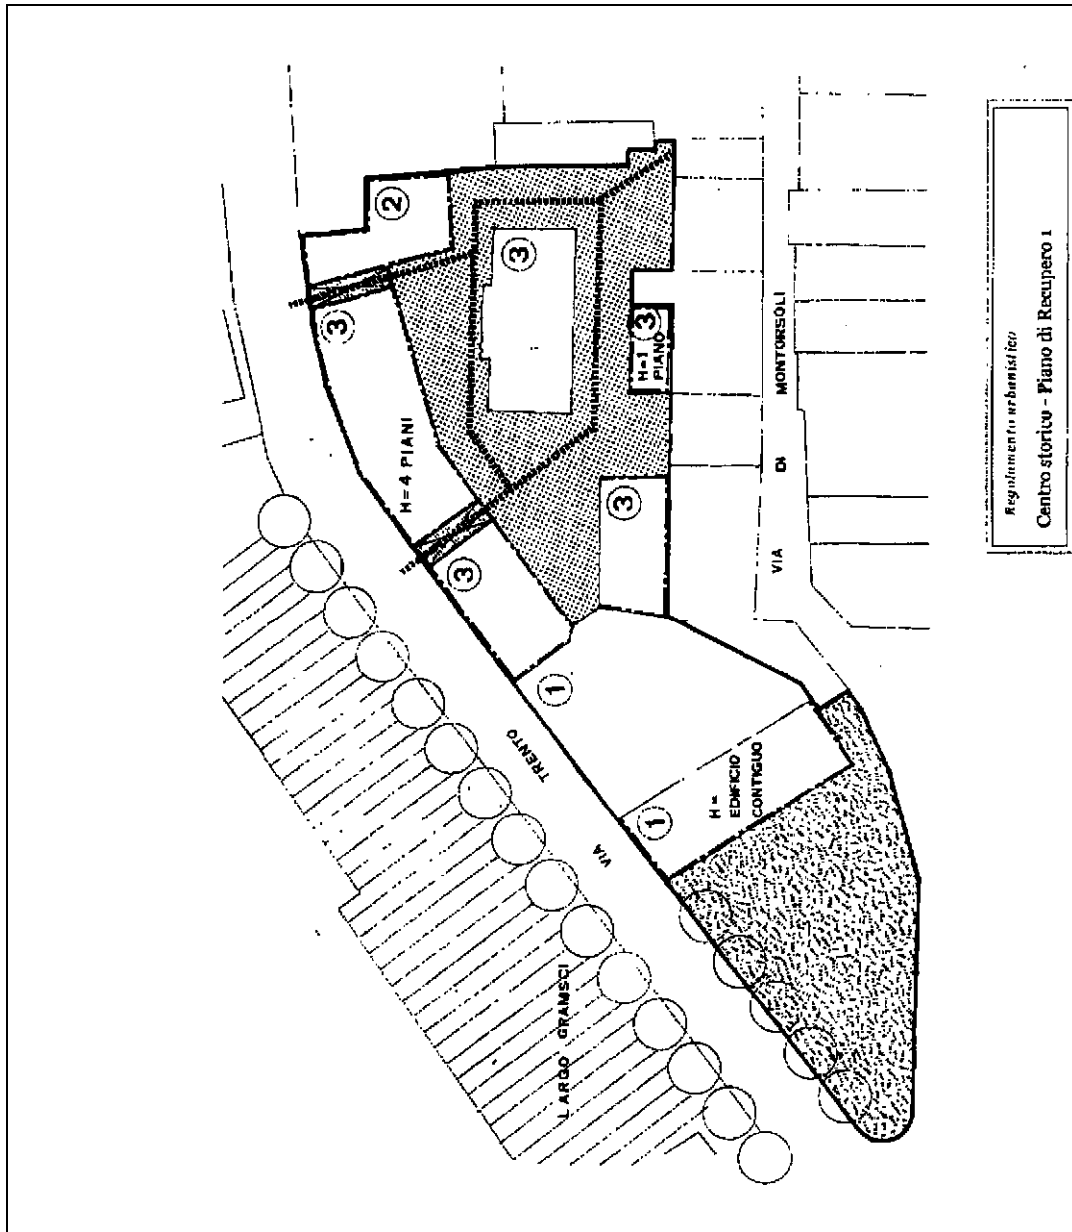 Regolamento urbanistico
Centro storico - Piano di Recupero 1
2
3
3
H=4 PIANI
3
H=1
PIANO
3
3
3
1
1
H=
EDIFICIO
CONTIGUO
VIA TRENTO
VIA DI MONTORSOLI
LARGO GRAMSCI